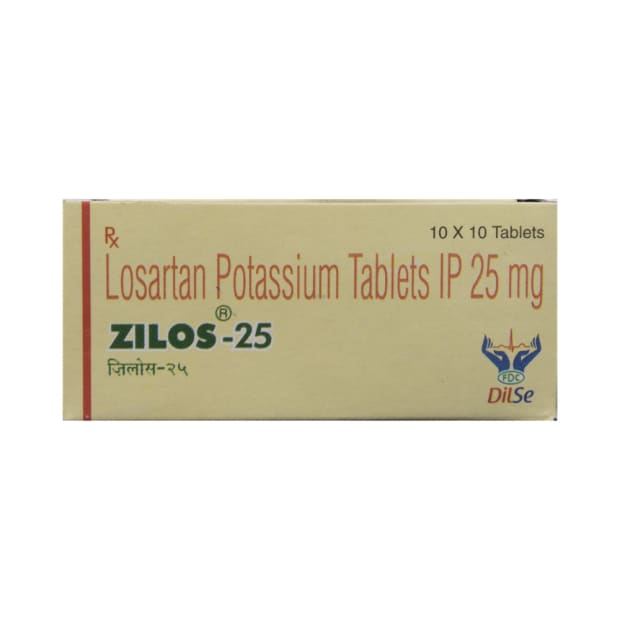 Rx
10 X 10 Tablets
Losartan Potassium Tablets IP 25 mg
ZILOS®-25
ज़िलोस-२५
FDC
DilSe